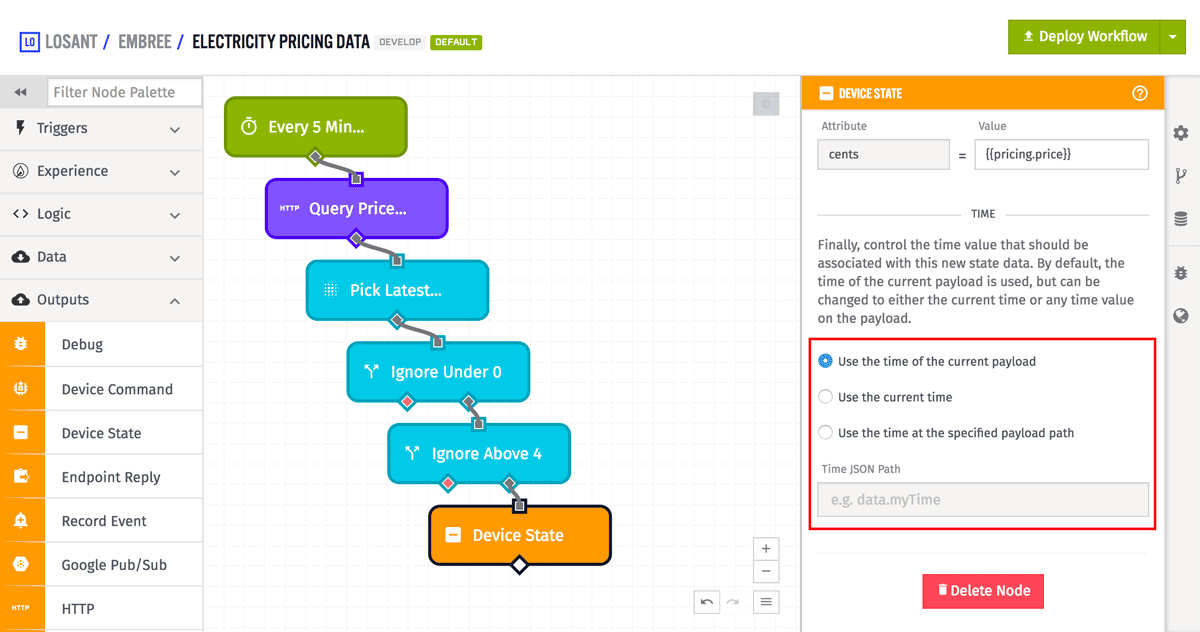 LO LOSANT / EMBREE / ELECTRICITY PRICING DATA DEVELOP DEFAULT
Deploy Workflow
Filter Node Palette
Triggers
Experience
Logic
Data
Outputs
Debug
Device Command
Device State
Endpoint Reply
Record Event
Google Pub/Sub
HTTP HTTP
Every 5 Min...
HTTP Query Price...
Pick Latest...
Ignore Under 0
Ignore Above 4
Device State
+
−
DEVICE STATE ?
Attribute Value
cents = {{pricing.price}}
TIME
Finally, control the time value that should be
associated with this new state data. By default, the
time of the current payload is used, but can be
changed to either the current time or any time value
on the payload.
Use the time of the current payload
Use the current time
Use the time at the specified payload path
Time JSON Path
e.g. data.myTime
Delete Node